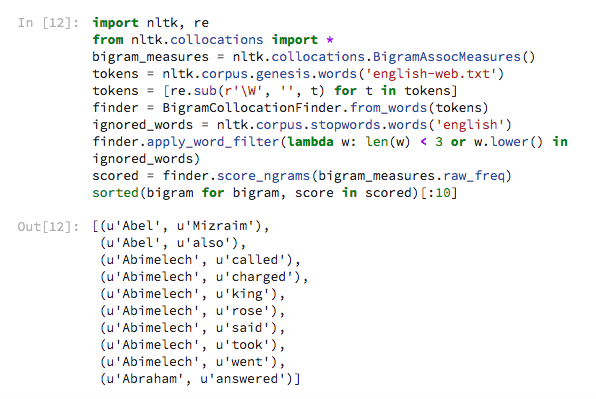 In [12]: import nltk, re
from nltk.collocations import *
bigram_measures = nltk.collocations.BigramAssocMeasures()
tokens = nltk.corpus.genesis.words('english-web.txt')
tokens = [re.sub(r'\W', '', t) for t in tokens]
finder = BigramCollocationFinder.from_words(tokens)
ignored_words = nltk.corpus.stopwords.words('english')
finder.apply_word_filter(lambda w: len(w) < 3 or w.lower() in
ignored_words)
scored = finder.score_ngrams(bigram_measures.raw_freq)
sorted(bigram for bigram, score in scored)[:10]
Out[12]: [(u'Abel', u'Mizraim'),
(u'Abel', u'also'),
(u'Abimelech', u'called'),
(u'Abimelech', u'charged'),
(u'Abimelech', u'king'),
(u'Abimelech', u'rose'),
(u'Abimelech', u'said'),
(u'Abimelech', u'took'),
(u'Abimelech', u'went'),
(u'Abraham', u'answered')]